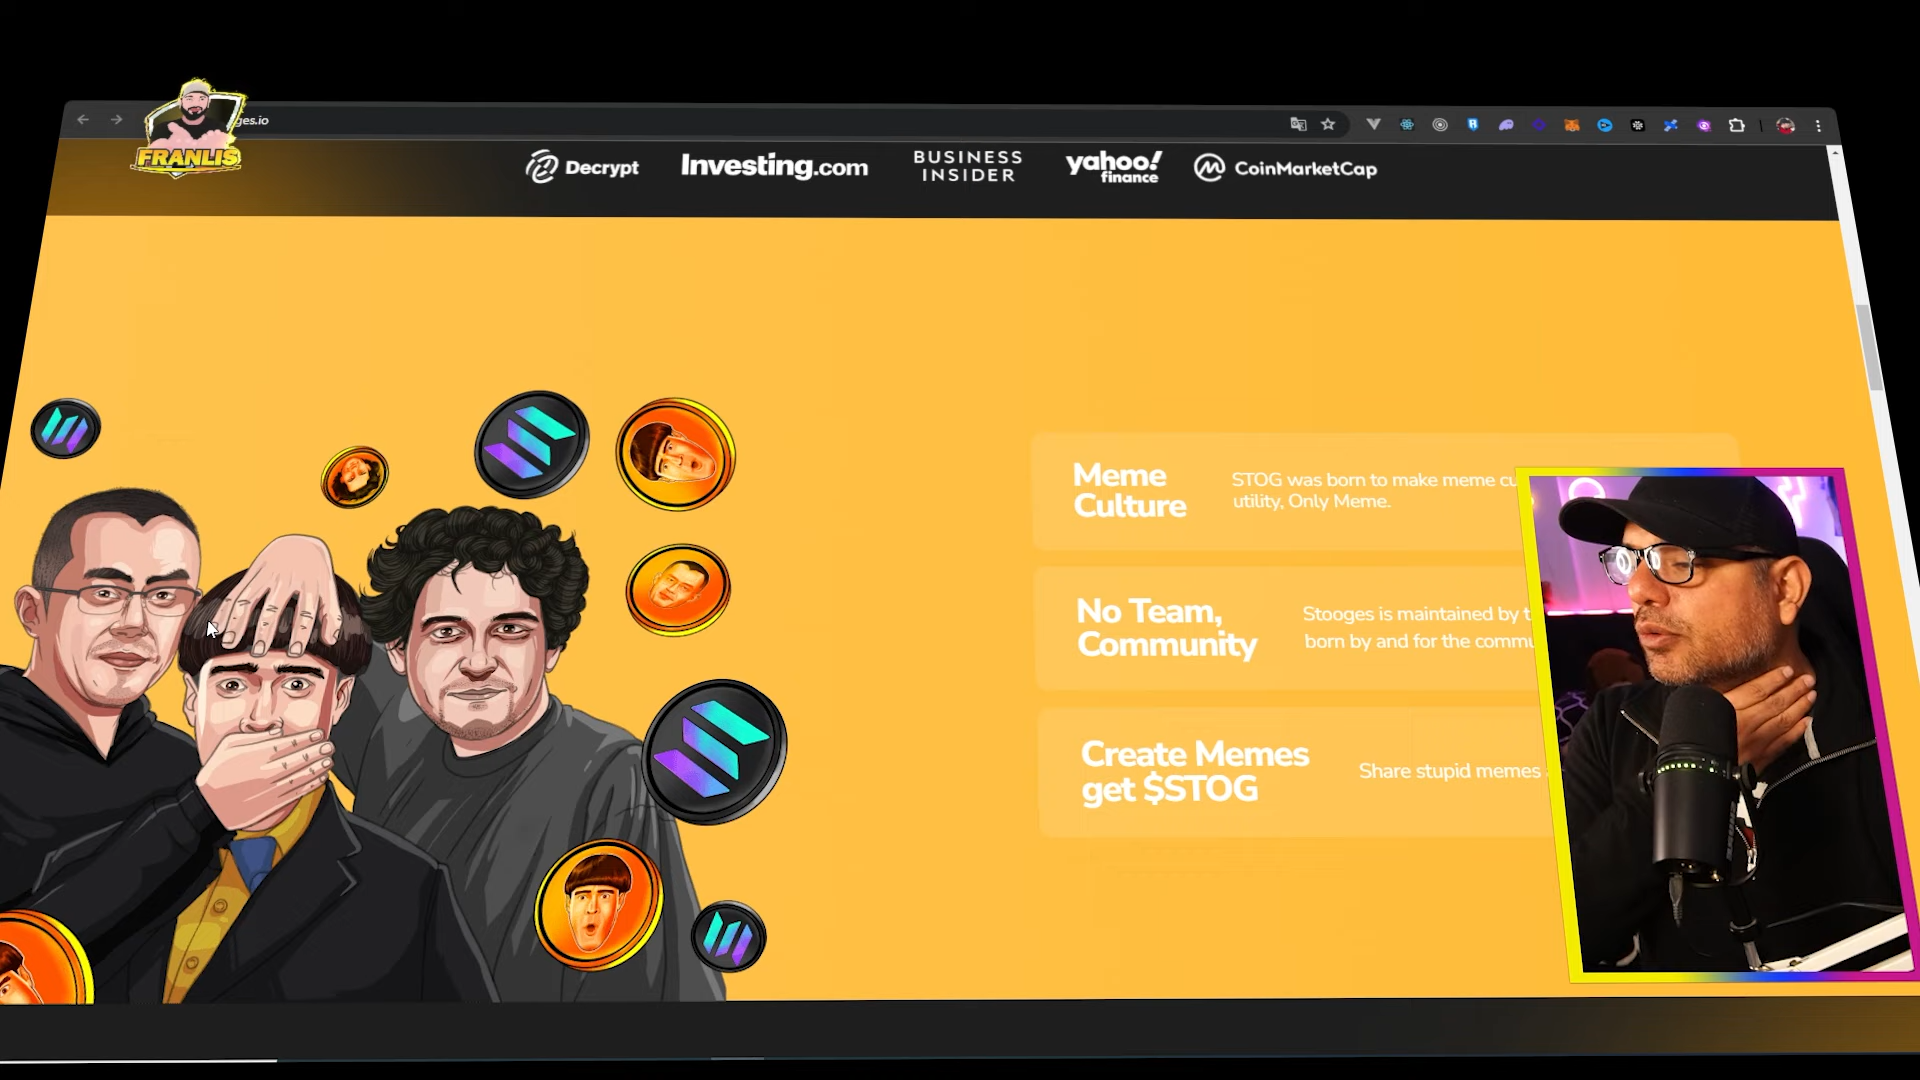 FRANLIS
ges.io
Decrypt
Investing.com
BUSINESS
INSIDER
yahoo!
finance
CoinMarketCap
Meme
Culture
STOG was born to make meme cu
utility, Only Meme.
No Team,
Community
Stooges is maintained by t
born by and for the commu
Create Memes
get $STOG
Share stupid memes